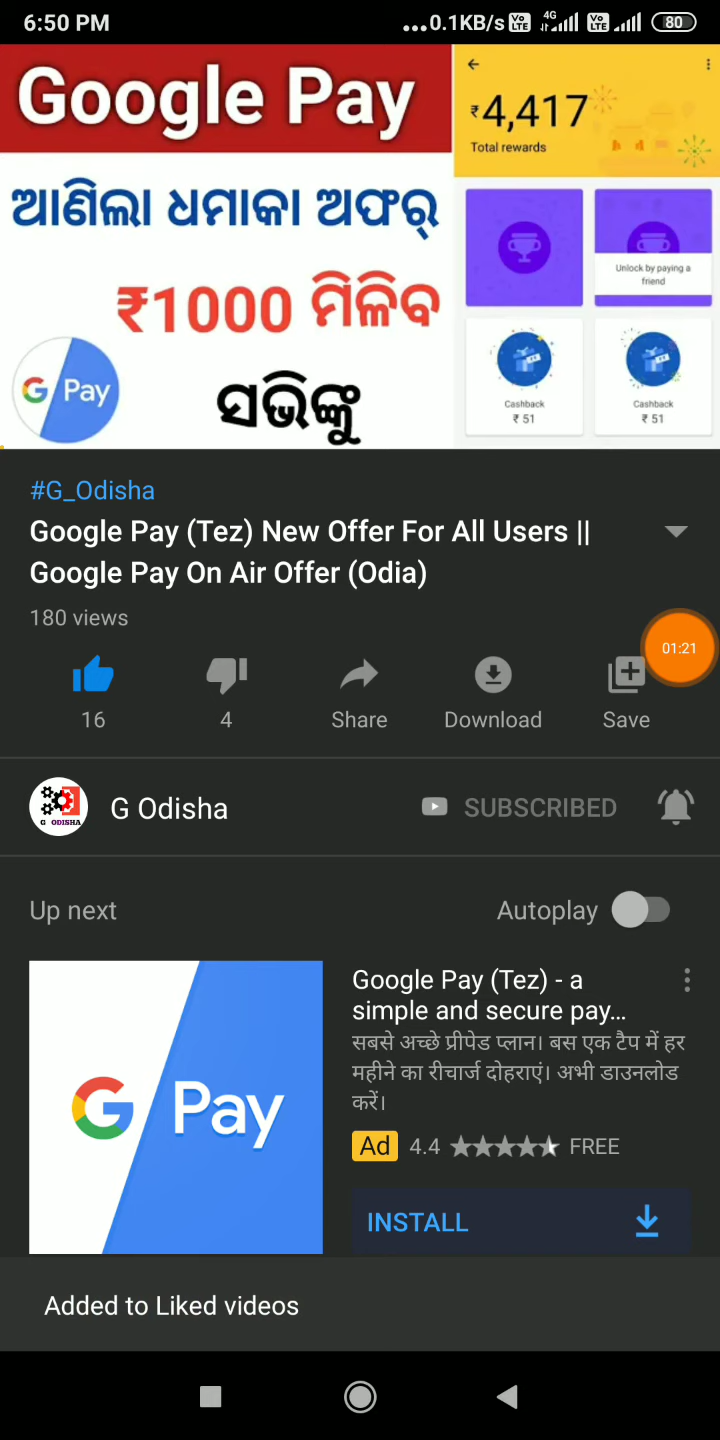 6:50 PM
...0.1KB/s VoLTE 4G VoLTE 80
Google Pay
ଆଣିଲା ଧମାକା ଅଫର୍
₹1000 ମିଳିବ
ସଭିଙ୍କୁ
G Pay
₹4,417
Total rewards
Unlock by paying a
friend
Cashback
₹ 51
Cashback
₹ 51
#G_Odisha
Google Pay (Tez) New Offer For All Users ||
Google Pay On Air Offer (Odia)
180 views
01:21
16
4
Share
Download
Save
G ODISHA
G Odisha
SUBSCRIBED
Up next
Autoplay
G Pay
Google Pay (Tez) - a
simple and secure pay...
सबसे अच्छे प्रीपेड प्लान। बस एक टैप में हर
महीने का रीचार्ज दोहराएं। अभी डाउनलोड
करें।
Ad 4.4 FREE
INSTALL
Added to Liked videos